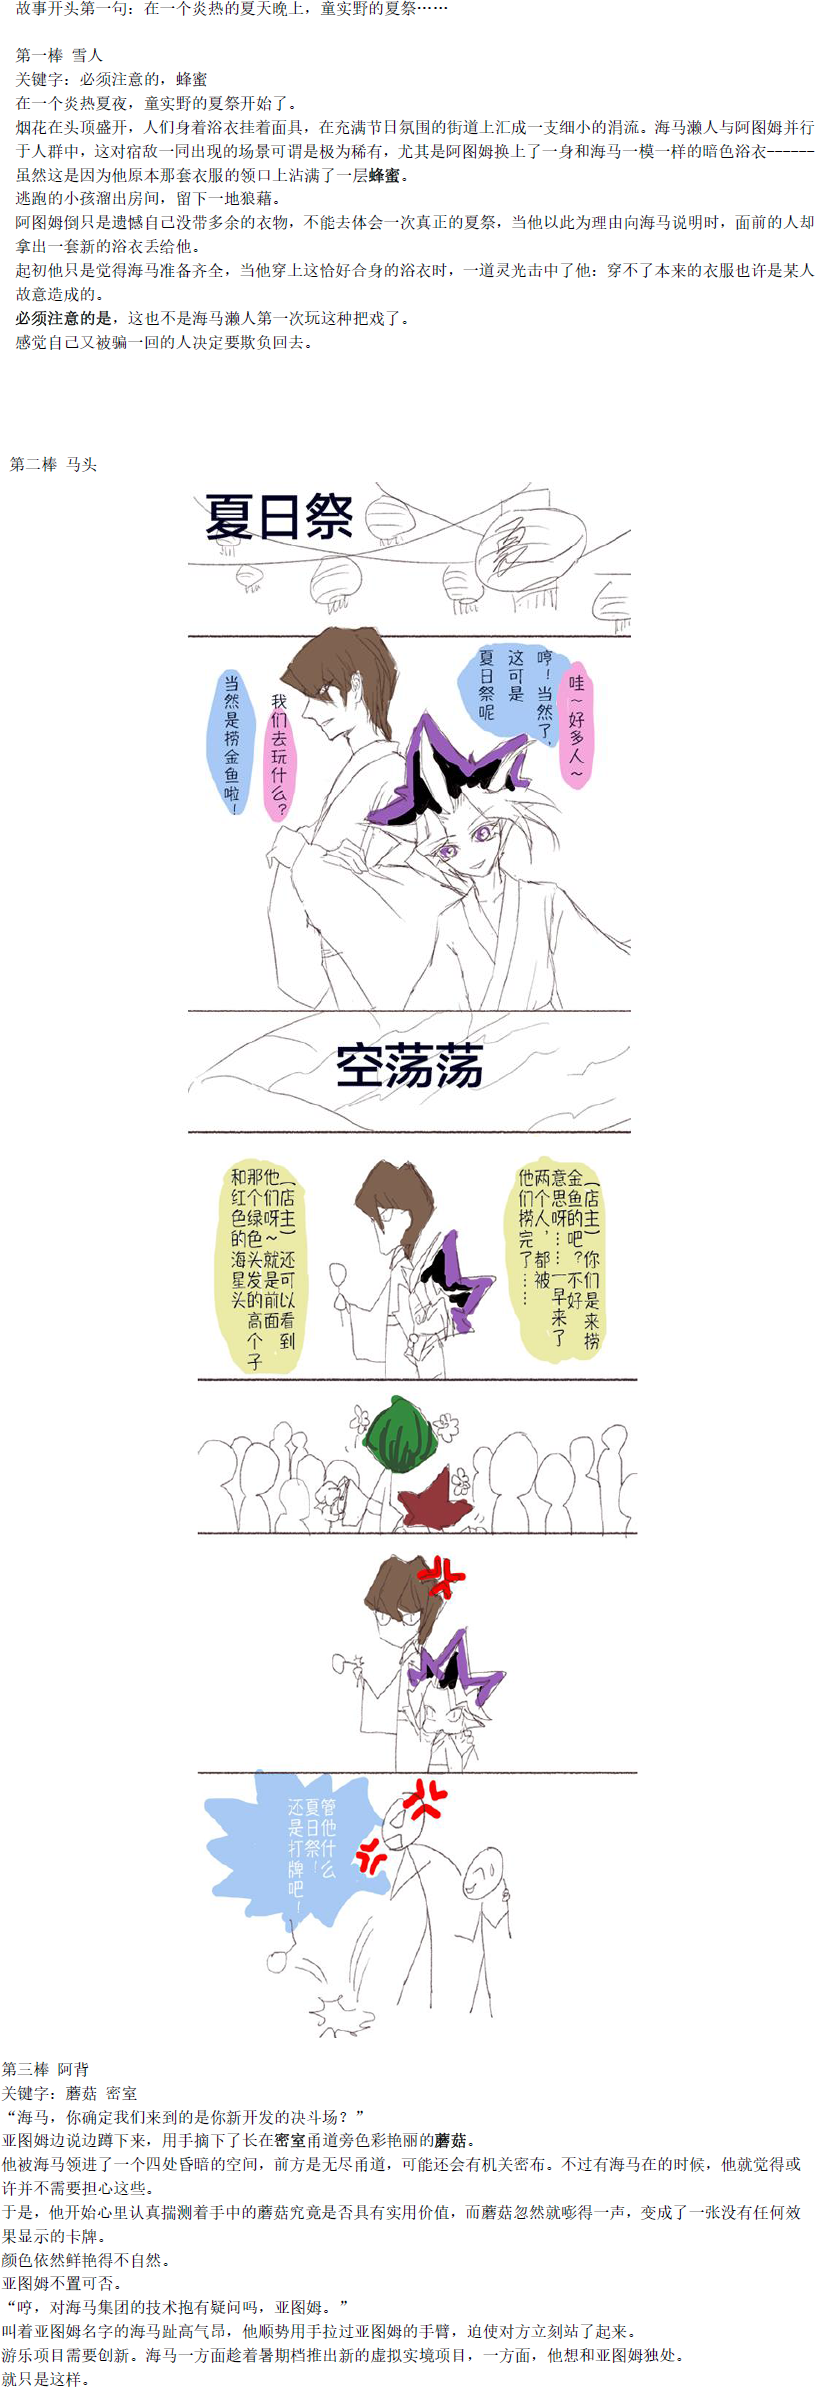 故事开头第一句：在一个炎热的夏天晚上，童实野的夏祭……
第一棒 雪人
关键字：必须注意的，蜂蜜
在一个炎热夏夜，童实野的夏祭开始了。
烟花在头顶盛开，人们身着浴衣挂着面具，在充满节日氛围的街道上汇成一支细小的涓流。海马濑人与阿图姆并行
于人群中，这对宿敌一同出现的场景可谓是极为稀有，尤其是阿图姆换上了一身和海马一模一样的暗色浴衣------
虽然这是因为他原本那套衣服的领口上沾满了一层蜂蜜。
逃跑的小孩溜出房间，留下一地狼藉。
阿图姆倒只是遗憾自己没带多余的衣物，不能去体会一次真正的夏祭，当他以此为理由向海马说明时，面前的人却
拿出一套新的浴衣丢给他。
起初他只是觉得海马准备齐全，当他穿上这恰好合身的浴衣时，一道灵光击中了他：穿不了本来的衣服也许是某人
故意造成的。
必须注意的是，这也不是海马濑人第一次玩这种把戏了。
感觉自己又被骗一回的人决定要欺负回去。
第二棒 马头
夏日祭
夏
哇~好多人~
哼！当然了，
这可是
夏日祭呢
我们去玩什么？
当然是捞金鱼啦！
空荡荡
（店主）你们是来捞
金鱼的吧？不好
意思呀……一早来了
两个人，都被
他们捞完了……
（店主）还可以看到
他们呀~就是前面
那个绿色头发的高个子
和红色的海星头
管他什么
夏日祭！
还是打牌吧！
第三棒 阿背
关键字：蘑菇 密室
“海马，你确定我们来到的是你新开发的决斗场？”
亚图姆边说边蹲下来，用手摘下了长在密室甬道旁色彩艳丽的蘑菇。
他被海马领进了一个四处昏暗的空间，前方是无尽甬道，可能还会有机关密布。不过有海马在的时候，他就觉得或
许并不需要担心这些。
于是，他开始心里认真揣测着手中的蘑菇究竟是否具有实用价值，而蘑菇忽然就嘭得一声，变成了一张没有任何效
果显示的卡牌。
颜色依然鲜艳得不自然。
亚图姆不置可否。
“哼，对海马集团的技术抱有疑问吗，亚图姆。”
叫着亚图姆名字的海马趾高气昂，他顺势用手拉过亚图姆的手臂，迫使对方立刻站了起来。
游乐项目需要创新。海马一方面趁着暑期档推出新的虚拟实境项目，一方面，他想和亚图姆独处。
就只是这样。